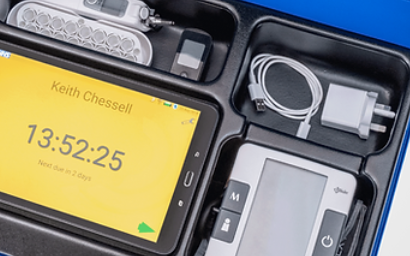 Keith Chessell
13:52:25
Next due in 2 days
M